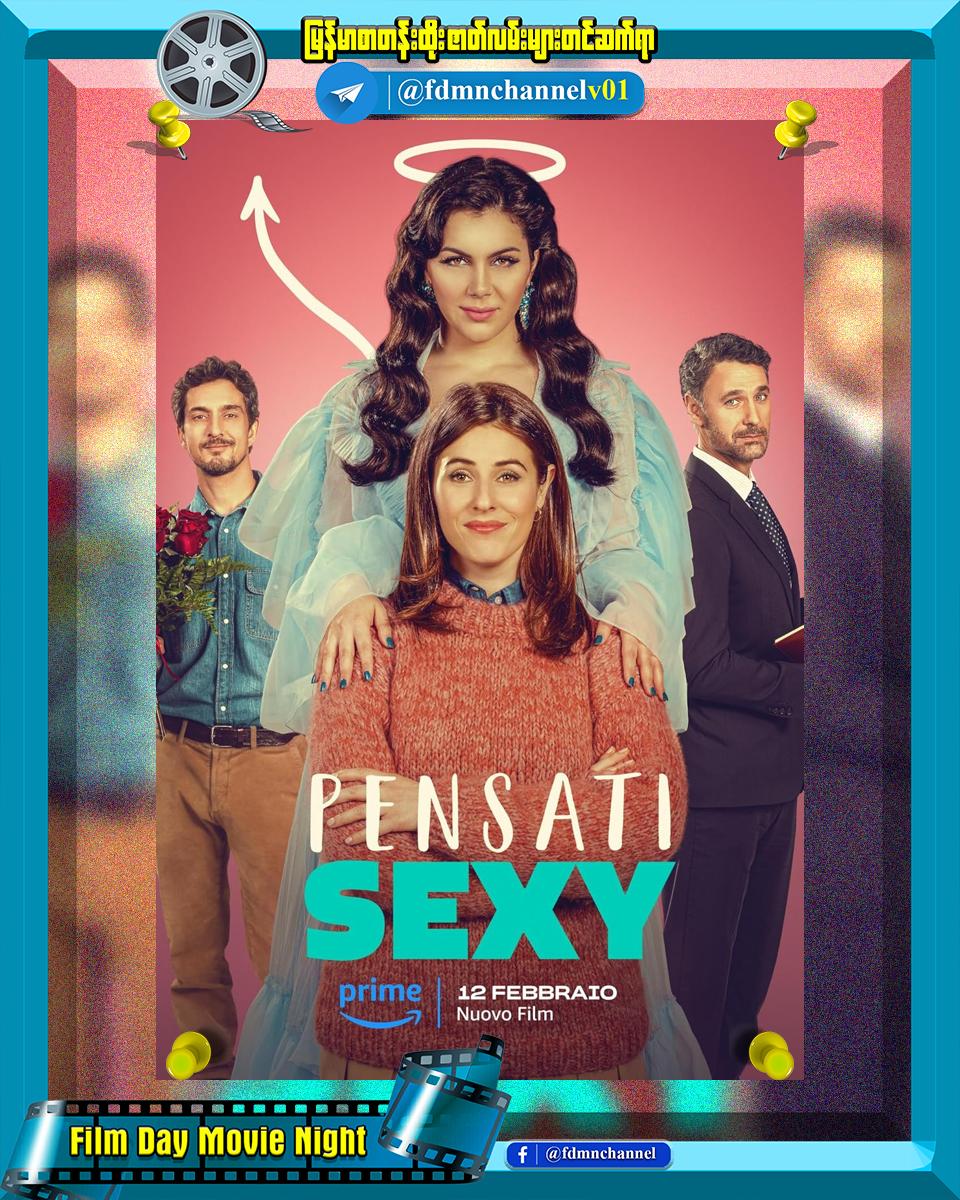 မြန်မာစာတန်းထိုးဇာတ်လမ်းများတင်ဆက်ရာ
@fdmnchannelv01
PENSATI
SEXY
prime
12 FEBBRAIO
Nuovo Film
Film Day Movie Night
@fdmnchannel